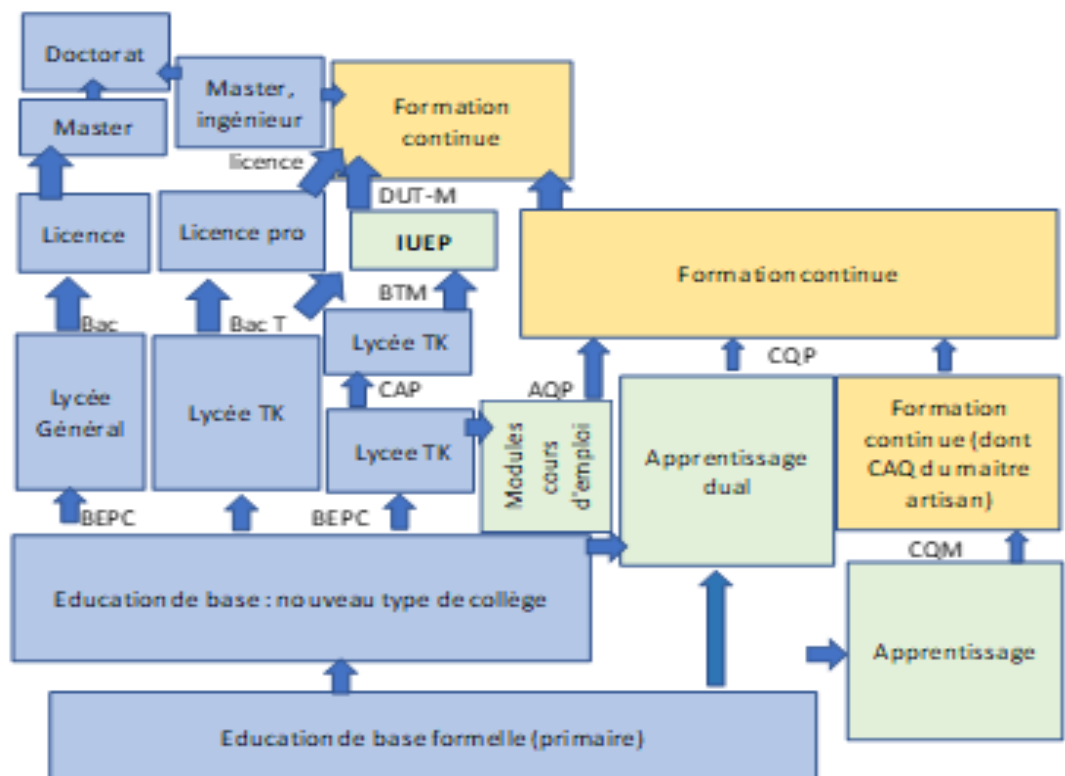 Doctorat
Master,
ingénieur
Formation
continue
Master
licence
DUT-M
Licence
Licence pro
IUEP
Formation continue
BTM
Bac
Bac T
Lycée TK
CQP
CAP
AQP
Lycée
Général
Lycée TK
Lycee TK
Modules
cours
d'emploi
Apprentissage
dual
Formation
continue (dont
CAQ du maitre
artisan)
BEPC
BEPC
CQM
Education de base : nouveau type de collège
Apprentissage
Education de base formelle (primaire)